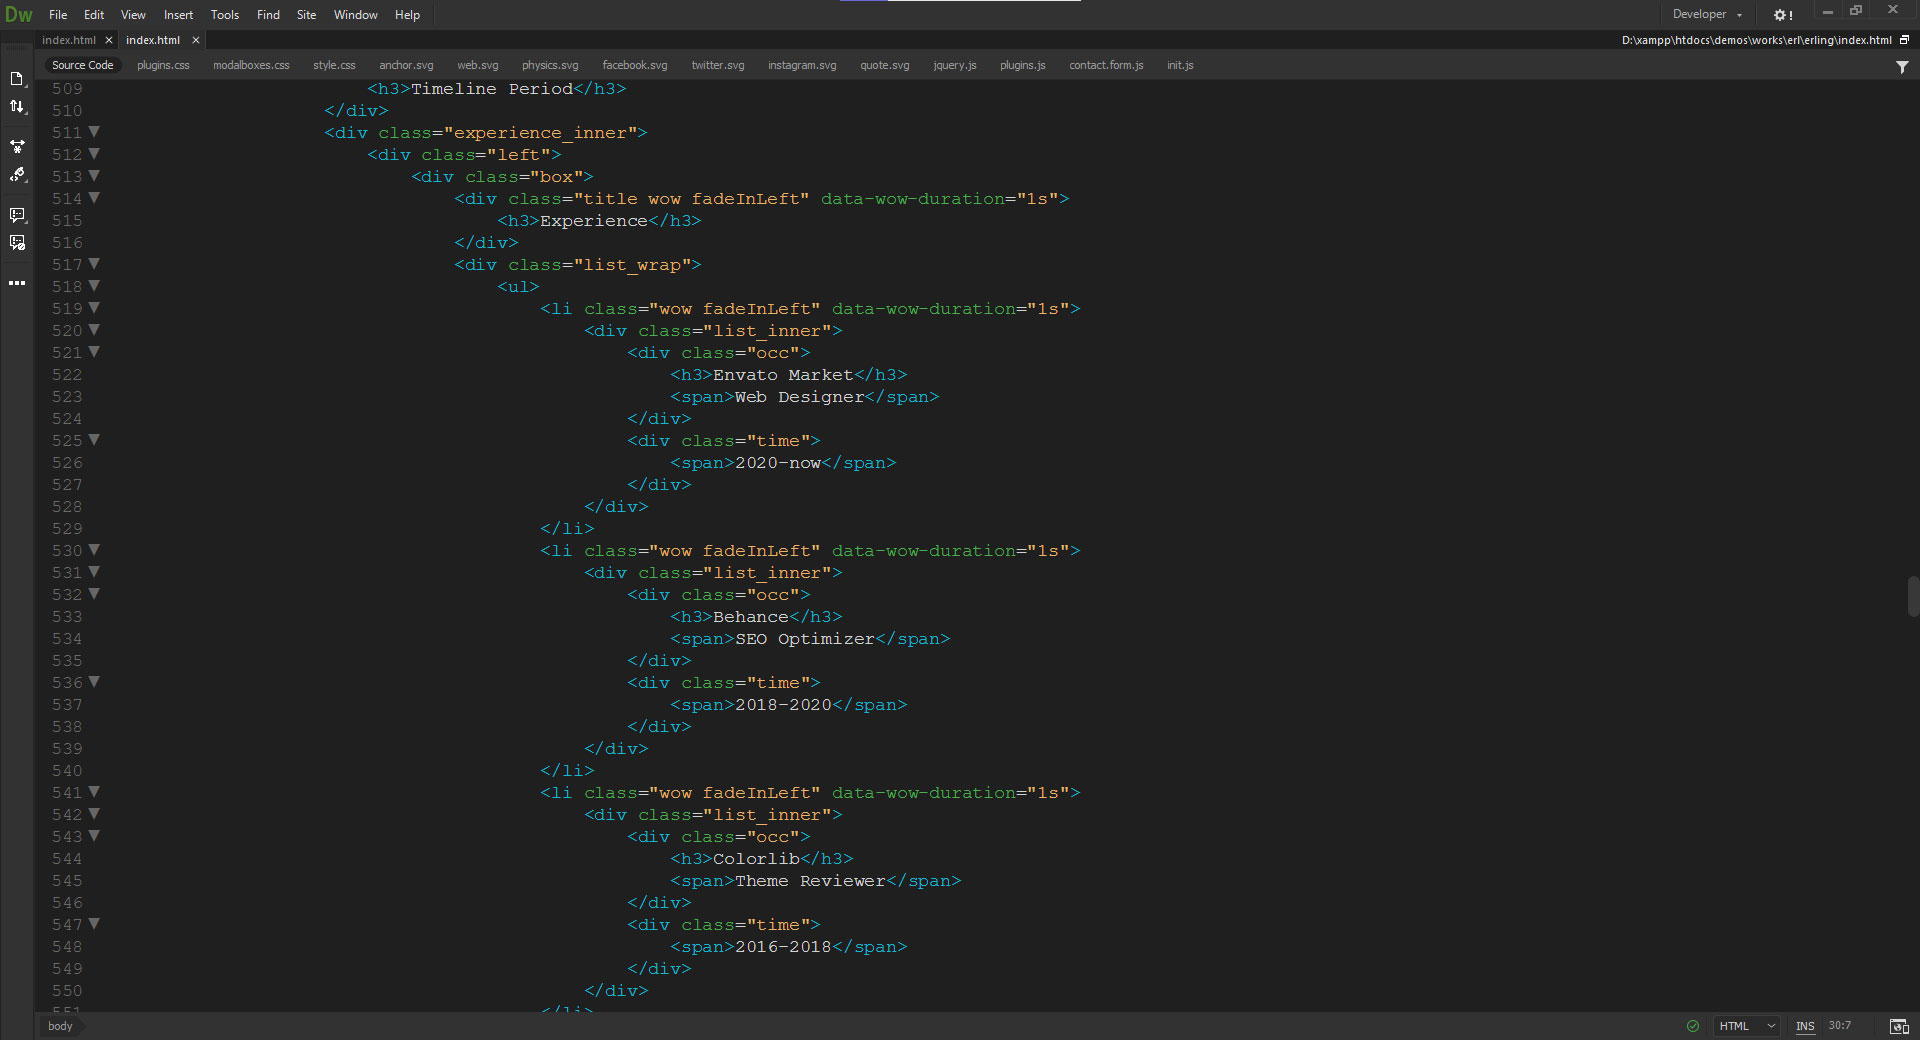 Dw File Edit View Insert Tools Find Site Window Help Developer
index.html × index.html × D:\xampp\htdocs\demos\works\erl\erling\index.html
Source Code plugins.css modalboxes.css style.css anchor.svg web.svg physics.svg facebook.svg twitter.svg instagram.svg quote.svg jquery.js plugins.js contact.form.js init.js
509 <h3>Timeline Period</h3>
510 </div>
511 <div class="experience_inner">
512 <div class="left">
513 <div class="box">
514 <div class="title wow fadeInLeft" data-wow-duration="1s">
515 <h3>Experience</h3>
516 </div>
517 <div class="list_wrap">
518 <ul>
519 <li class="wow fadeInLeft" data-wow-duration="1s">
520 <div class="list_inner">
521 <div class="occ">
522 <h3>Envato Market</h3>
523 <span>Web Designer</span>
524 </div>
525 <div class="time">
526 <span>2020-now</span>
527 </div>
528 </div>
529 </li>
530 <li class="wow fadeInLeft" data-wow-duration="1s">
531 <div class="list_inner">
532 <div class="occ">
533 <h3>Behance</h3>
534 <span>SEO Optimizer</span>
535 </div>
536 <div class="time">
537 <span>2018-2020</span>
538 </div>
539 </div>
540 </li>
541 <li class="wow fadeInLeft" data-wow-duration="1s">
542 <div class="list_inner">
543 <div class="occ">
544 <h3>Colorlib</h3>
545 <span>Theme Reviewer</span>
546 </div>
547 <div class="time">
548 <span>2016-2018</span>
549 </div>
550 </div>
551 </li>
body HTML INS 30:7